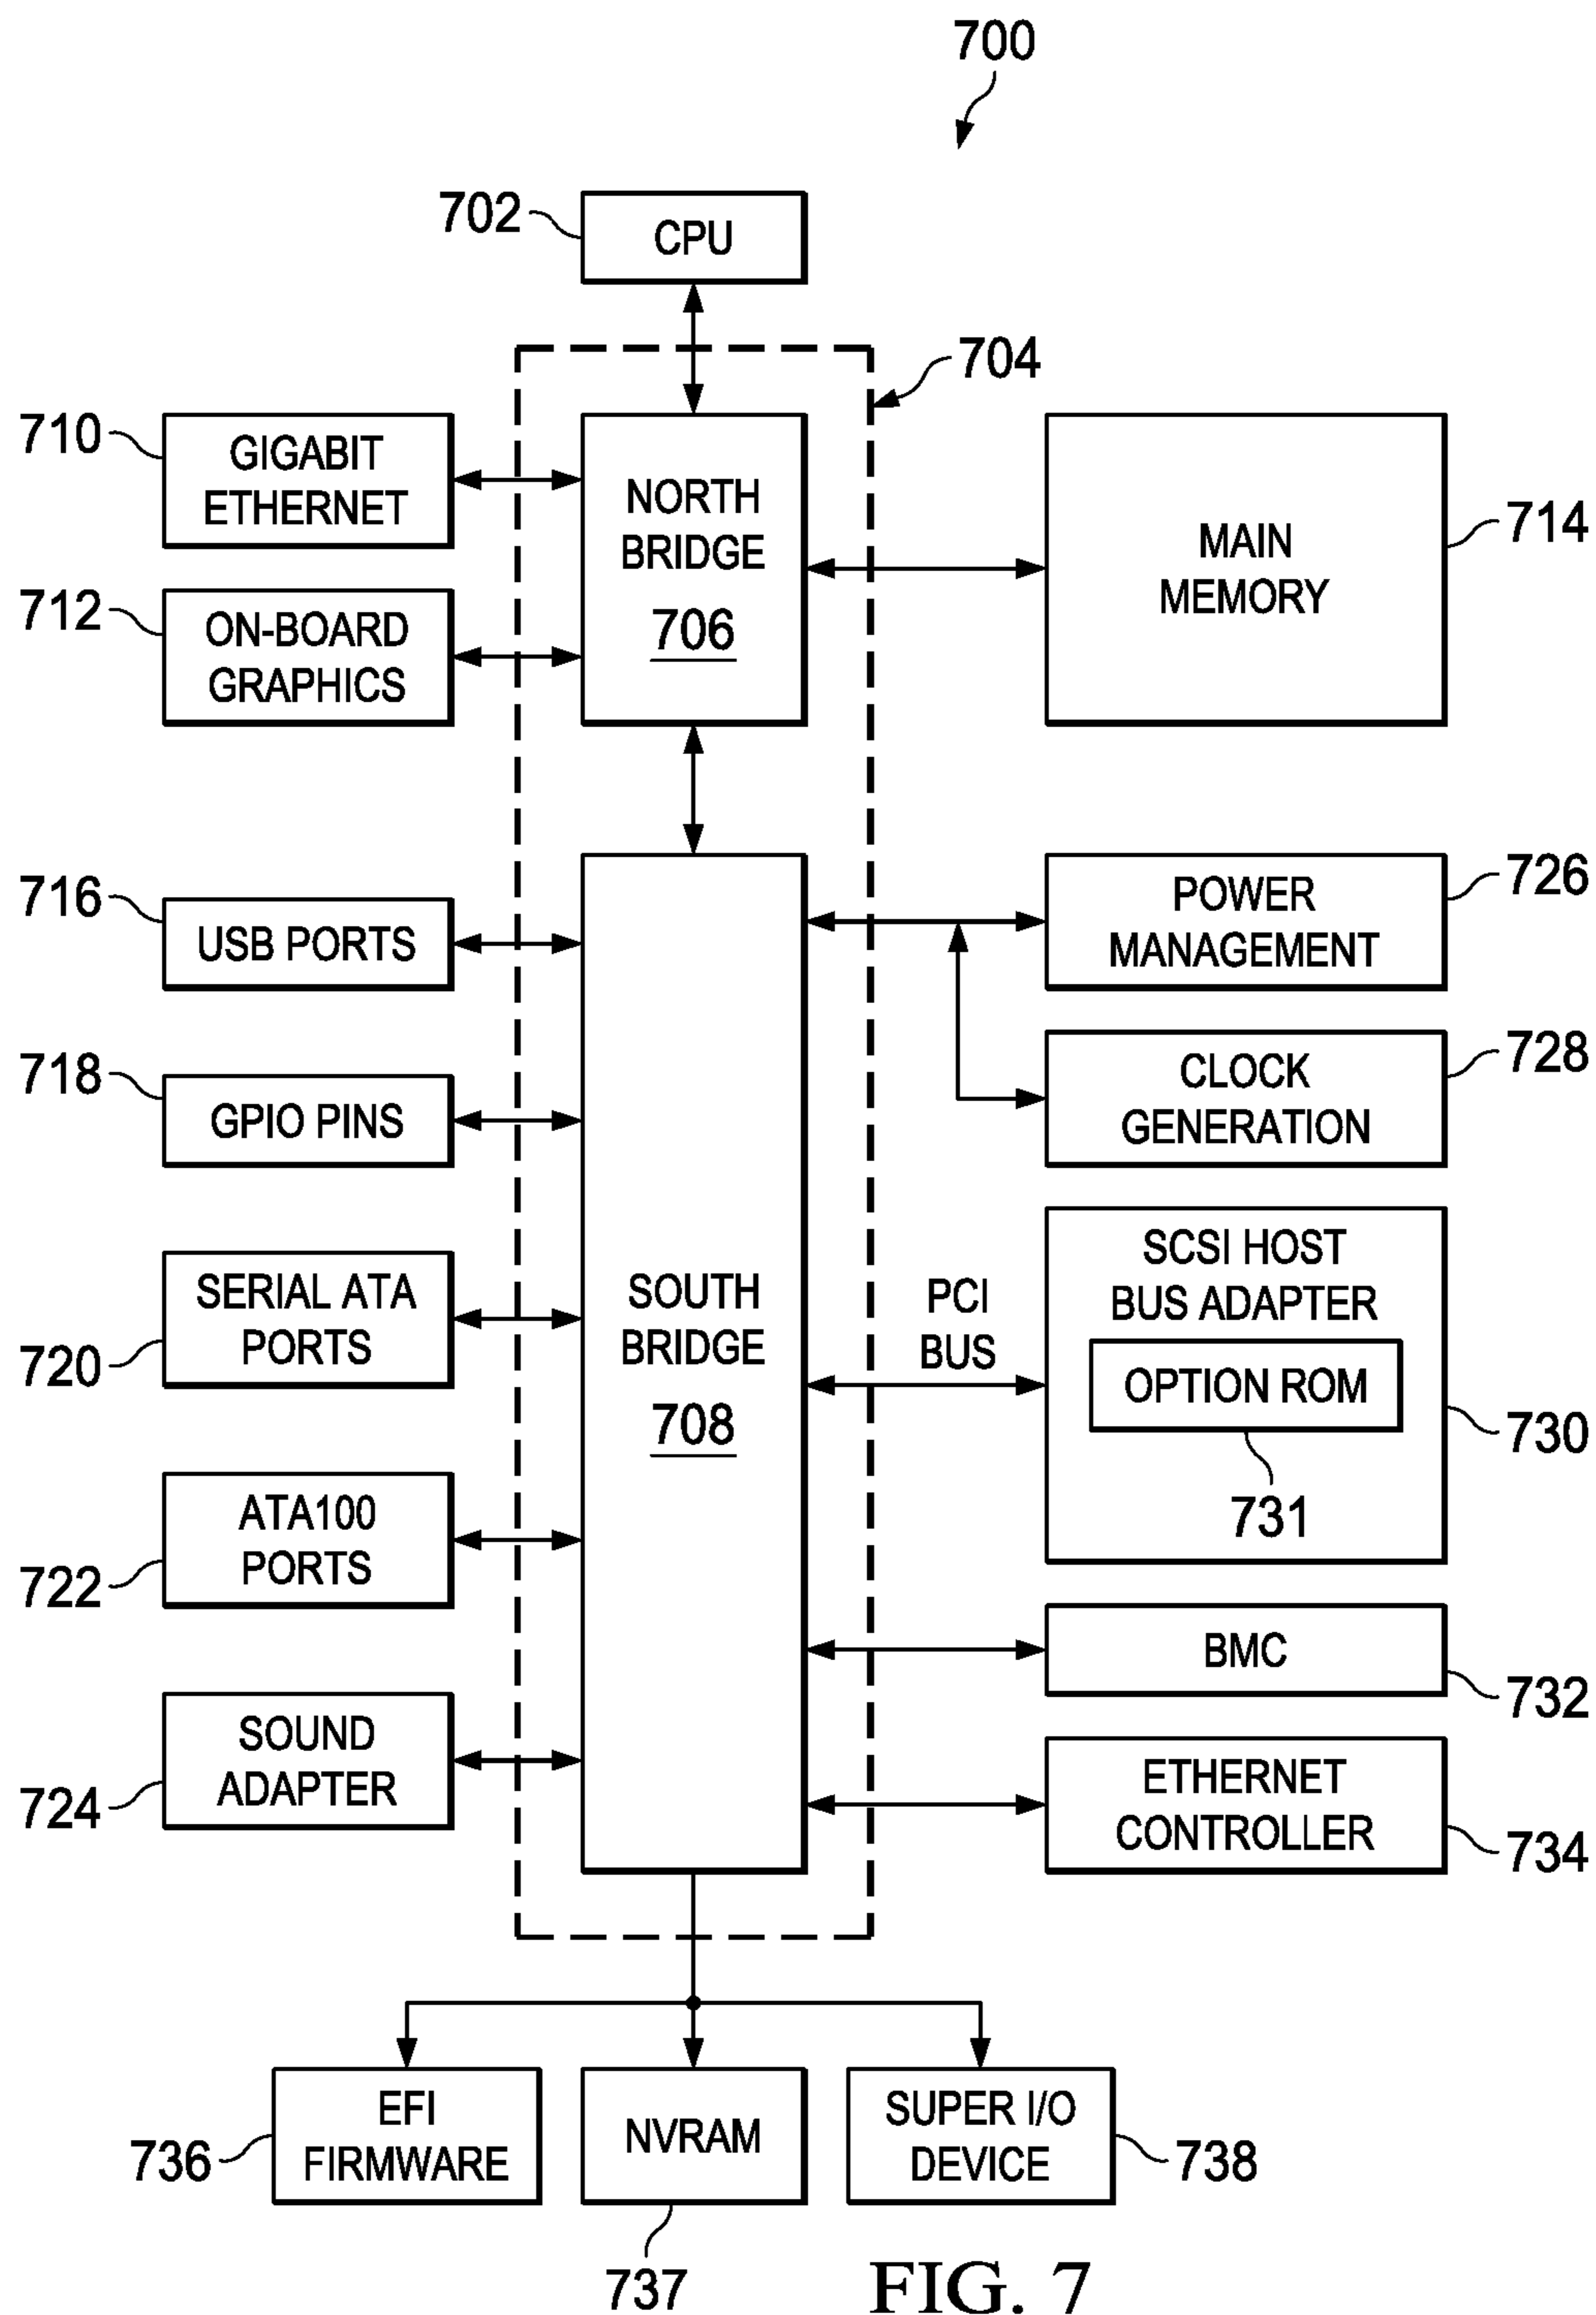 700
702
CPU
704
710
GIGABIT
ETHERNET
NORTH
BRIDGE
706
MAIN
MEMORY
714
712
ON-BOARD
GRAPHICS
716
USB PORTS
POWER
MANAGEMENT
726
718
GPIO PINS
CLOCK
GENERATION
728
720
SERIAL ATA
PORTS
SOUTH
BRIDGE
708
PCI
BUS
SCSI HOST
BUS ADAPTER
OPTION ROM
731
730
722
ATA100
PORTS
BMC
732
724
SOUND
ADAPTER
ETHERNET
CONTROLLER
734
736
EFI
FIRMWARE
NVRAM
737
SUPER I/O
DEVICE
738
FIG. 7